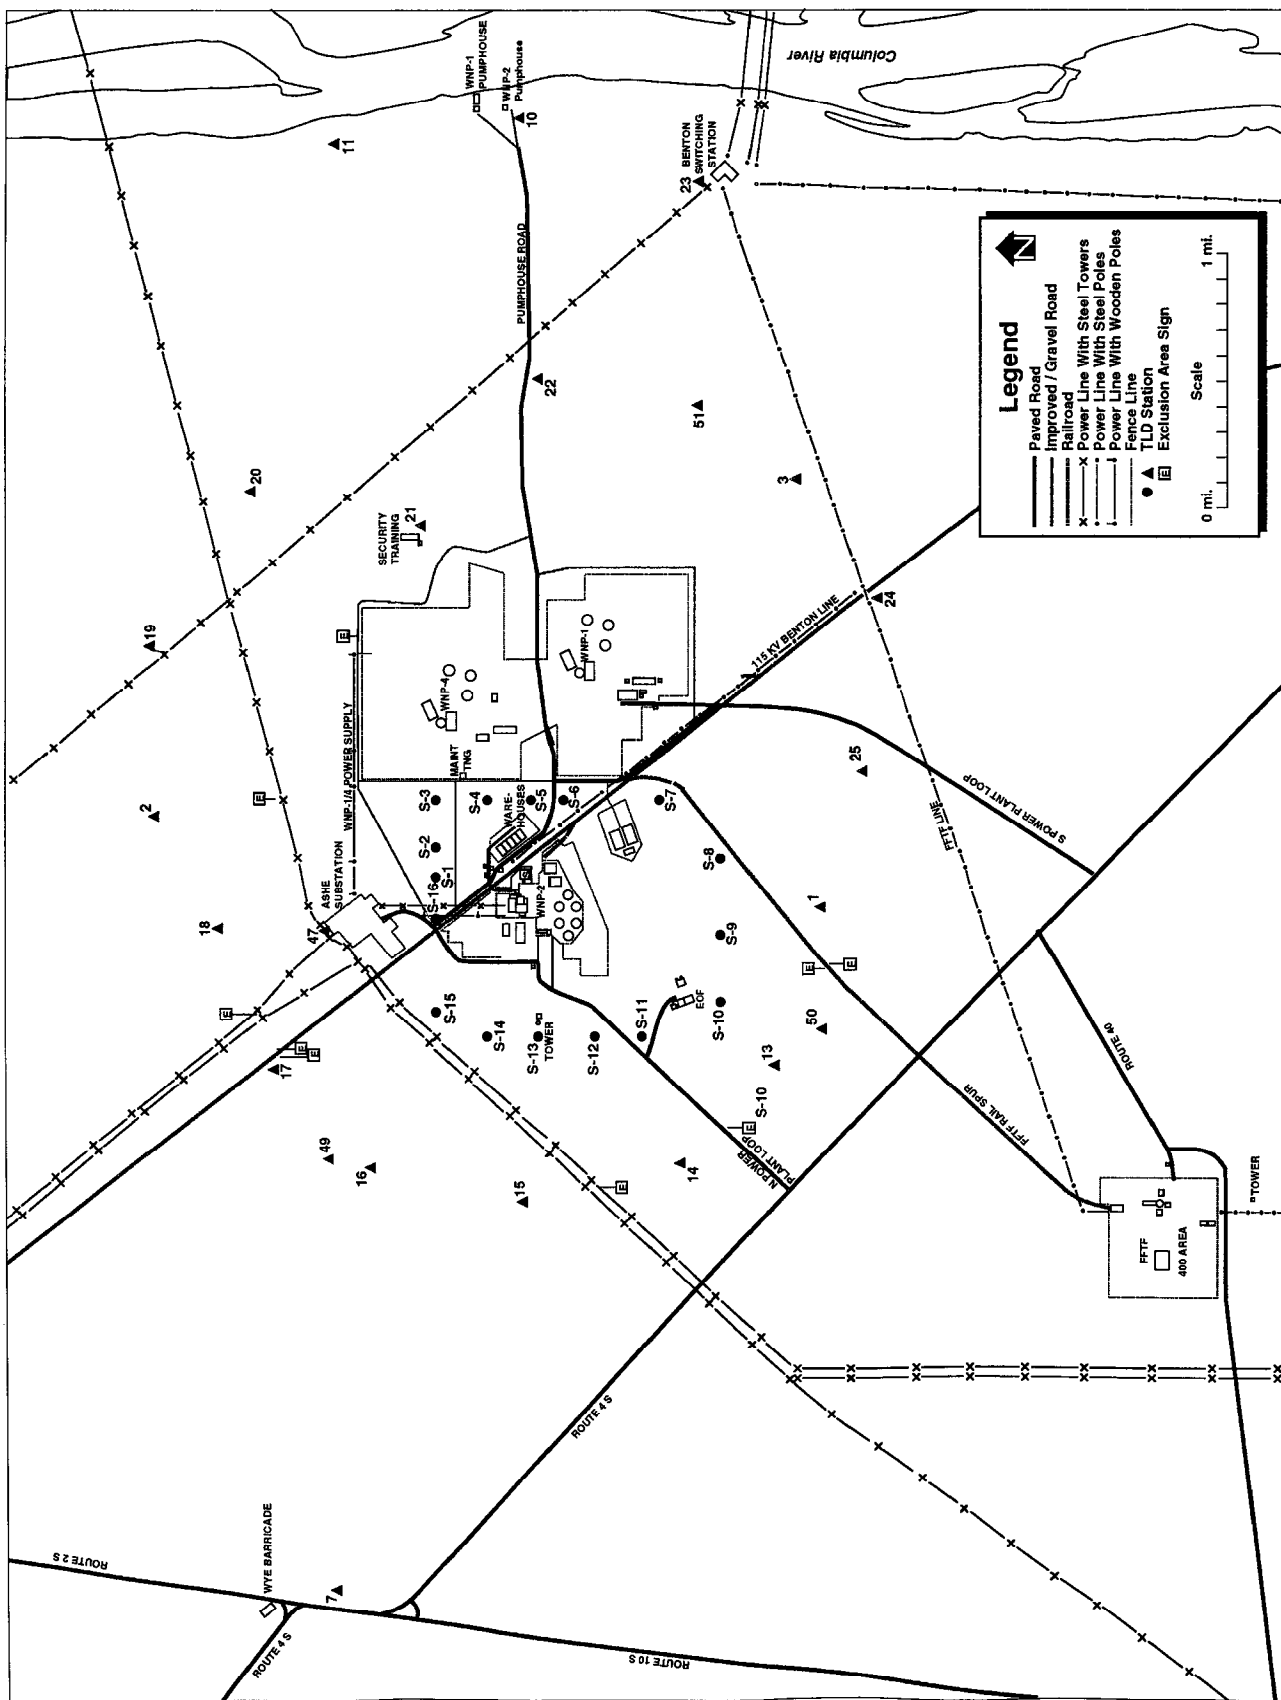 Columbia River
WNP-1
PUMPHOUSE
WNP-2
Pumphouse
10
11
23
BENTON
SWITCHING
STATION
PUMPHOUSE ROAD
22
51
3
20
21
SECURITY
TRAINING
19
E
WNP-4
WNP-1
115 KV BENTON LINE
24
2
E
WNP-1/4 POWER SUPPLY
MAINT
TNG
S-3
S-4
WARE-
HOUSES
S-5
S-6
S-7
25
S POWER PLANT LOOP
FFTF LINE
ASHE
SUBSTATION
S-2
S-1
S-16
WNP-2
S-8
1
18
47
S-9
E
E
E
S-15
S-14
S-13
TOWER
S-12
S-11
EOF
S-10
50
17
E
E
13
S-10
E
ROUTE 40
FFTF RAIL SPUR
49
16
15
E
14
N POWER
PLANT LOOP
TOWER
FFTF
400 AREA
ROUTE 4 S
ROUTE 2 S
WYE BARRICADE
7
ROUTE 4 S
ROUTE 10 S
Legend
N
Paved Road
Improved / Gravel Road
Railroad
Power Line With Steel Towers
Power Line With Steel Poles
Power Line With Wooden Poles
Fence Line
TLD Station
E Exclusion Area Sign
Scale
0 mi.
1 mi.